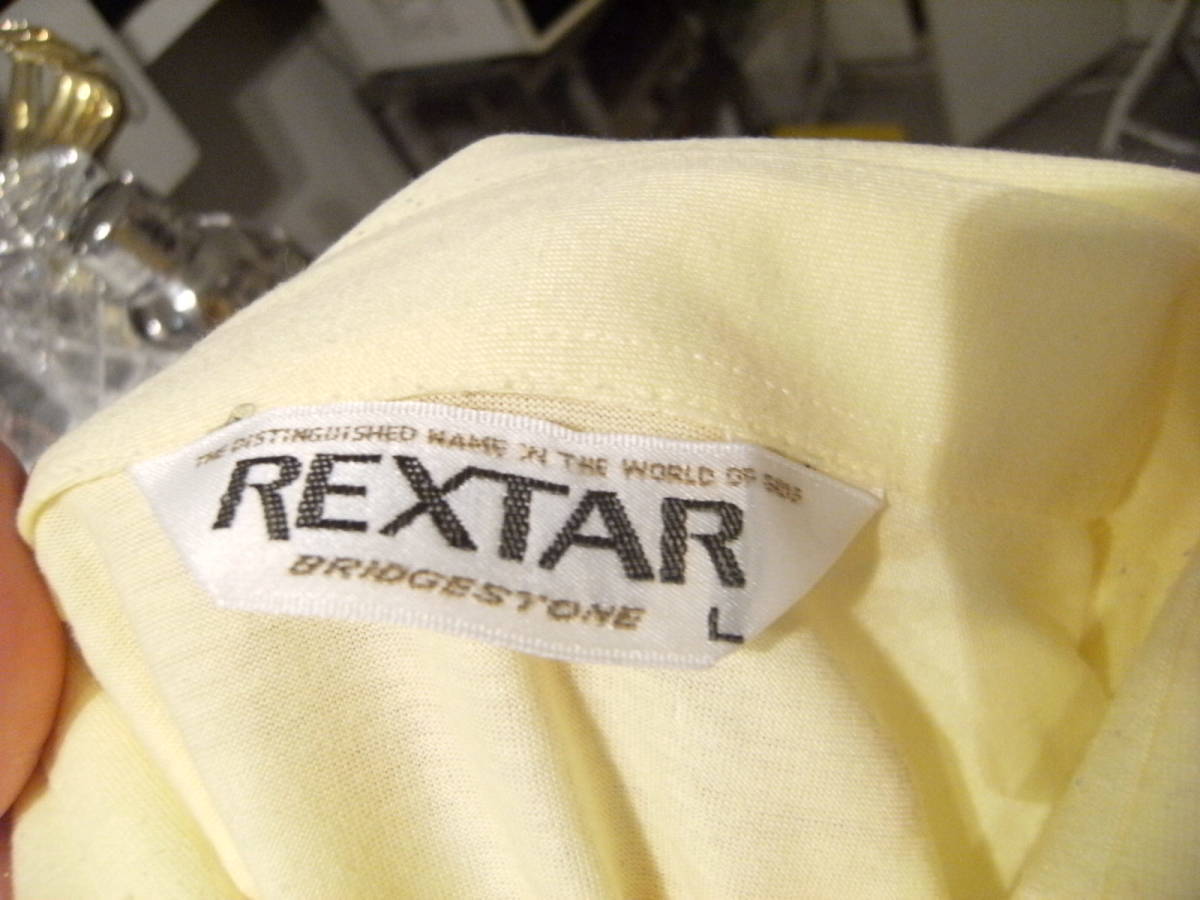 THE DISTINGUISHED NAME IN THE WORLD OF
REXTAR
BRIDGESTONE
L